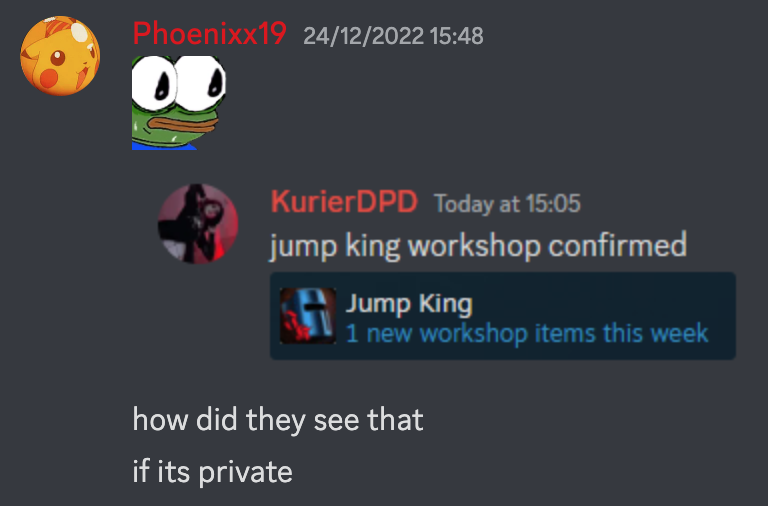 Phoenixx19 24/12/2022 15:48
KurierDPD Today at 15:05
jump king workshop confirmed
Jump King
1 new workshop items this week
how did they see that
if its private